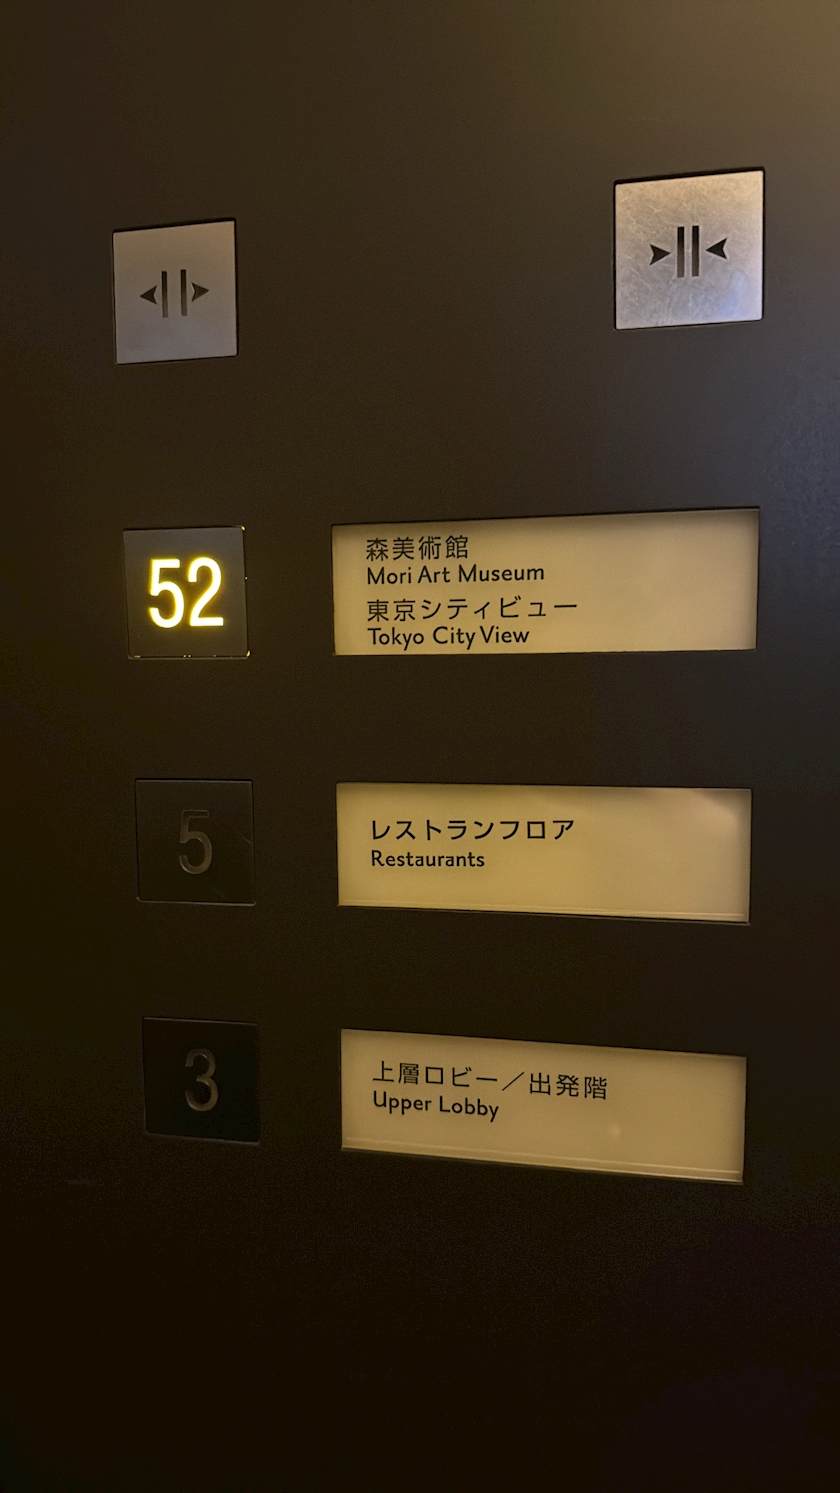 52
森美術館
Mori Art Museum
東京シティビュー
Tokyo City View
5
レストランフロア
Restaurants
3
上層ロビー／出発階
Upper Lobby